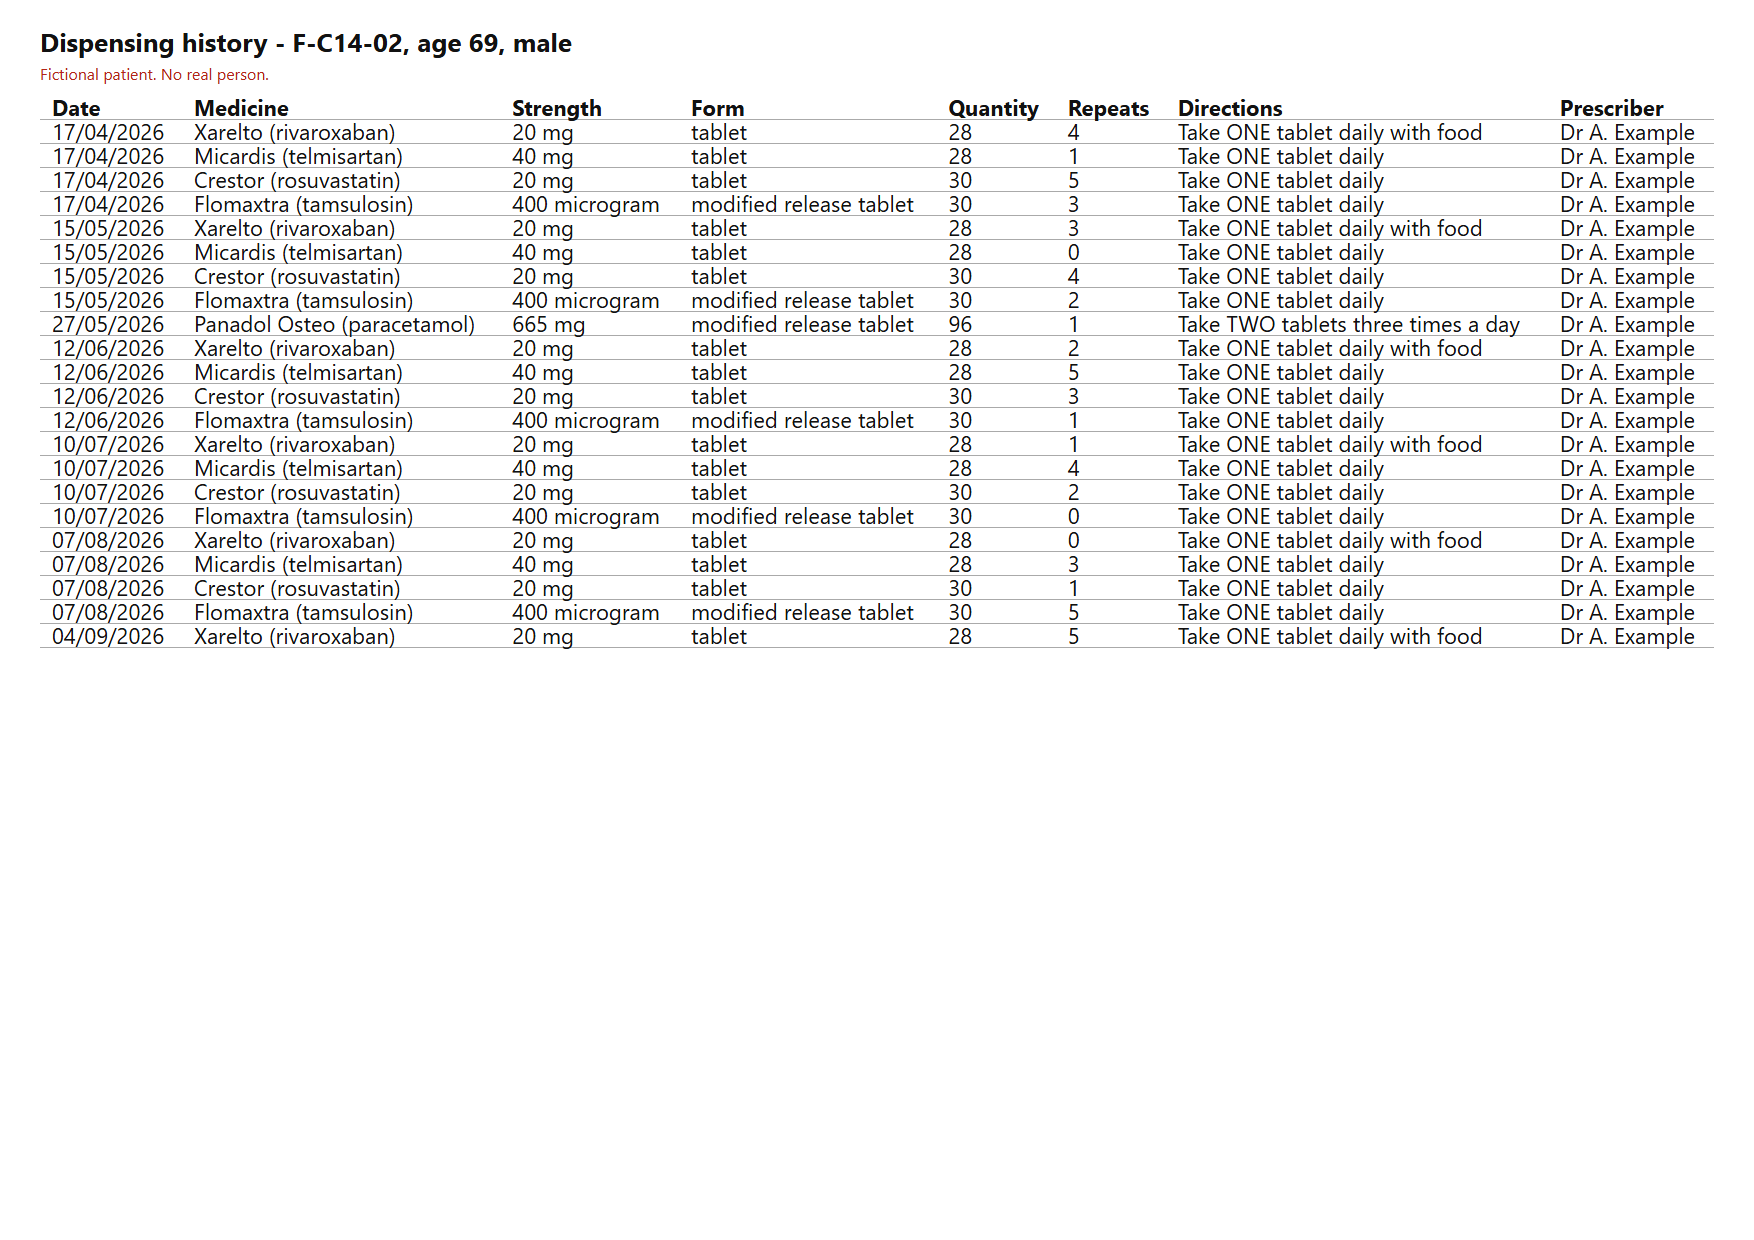 Dispensing history - F-C14-02, age 69, male
Fictional patient. No real person.
Date Medicine Strength Form Quantity Repeats Directions Prescriber
17/04/2026 Xarelto (rivaroxaban) 20 mg tablet 28 4 Take ONE tablet daily with food Dr A. Example
17/04/2026 Micardis (telmisartan) 40 mg tablet 28 1 Take ONE tablet daily Dr A. Example
17/04/2026 Crestor (rosuvastatin) 20 mg tablet 30 5 Take ONE tablet daily Dr A. Example
17/04/2026 Flomaxtra (tamsulosin) 400 microgram modified release tablet 30 3 Take ONE tablet daily Dr A. Example
15/05/2026 Xarelto (rivaroxaban) 20 mg tablet 28 3 Take ONE tablet daily with food Dr A. Example
15/05/2026 Micardis (telmisartan) 40 mg tablet 28 0 Take ONE tablet daily Dr A. Example
15/05/2026 Crestor (rosuvastatin) 20 mg tablet 30 4 Take ONE tablet daily Dr A. Example
15/05/2026 Flomaxtra (tamsulosin) 400 microgram modified release tablet 30 2 Take ONE tablet daily Dr A. Example
27/05/2026 Panadol Osteo (paracetamol) 665 mg modified release tablet 96 1 Take TWO tablets three times a day Dr A. Example
12/06/2026 Xarelto (rivaroxaban) 20 mg tablet 28 2 Take ONE tablet daily with food Dr A. Example
12/06/2026 Micardis (telmisartan) 40 mg tablet 28 5 Take ONE tablet daily Dr A. Example
12/06/2026 Crestor (rosuvastatin) 20 mg tablet 30 3 Take ONE tablet daily Dr A. Example
12/06/2026 Flomaxtra (tamsulosin) 400 microgram modified release tablet 30 1 Take ONE tablet daily Dr A. Example
10/07/2026 Xarelto (rivaroxaban) 20 mg tablet 28 1 Take ONE tablet daily with food Dr A. Example
10/07/2026 Micardis (telmisartan) 40 mg tablet 28 4 Take ONE tablet daily Dr A. Example
10/07/2026 Crestor (rosuvastatin) 20 mg tablet 30 2 Take ONE tablet daily Dr A. Example
10/07/2026 Flomaxtra (tamsulosin) 400 microgram modified release tablet 30 0 Take ONE tablet daily Dr A. Example
07/08/2026 Xarelto (rivaroxaban) 20 mg tablet 28 0 Take ONE tablet daily with food Dr A. Example
07/08/2026 Micardis (telmisartan) 40 mg tablet 28 3 Take ONE tablet daily Dr A. Example
07/08/2026 Crestor (rosuvastatin) 20 mg tablet 30 1 Take ONE tablet daily Dr A. Example
07/08/2026 Flomaxtra (tamsulosin) 400 microgram modified release tablet 30 5 Take ONE tablet daily Dr A. Example
04/09/2026 Xarelto (rivaroxaban) 20 mg tablet 28 5 Take ONE tablet daily with food Dr A. Example